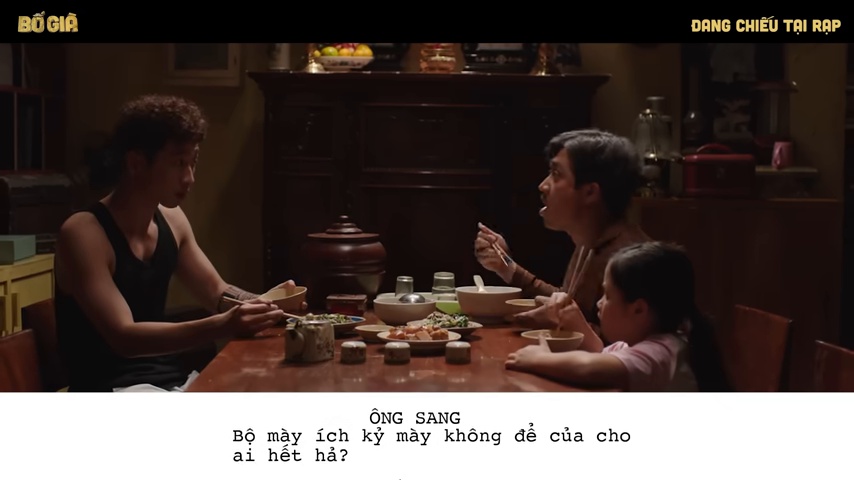 BỐ GIÀ
ĐANG CHIẾU TẠI RẠP
ÔNG SANG
Bộ mày ích kỷ mày không để của cho
ai hết hả?